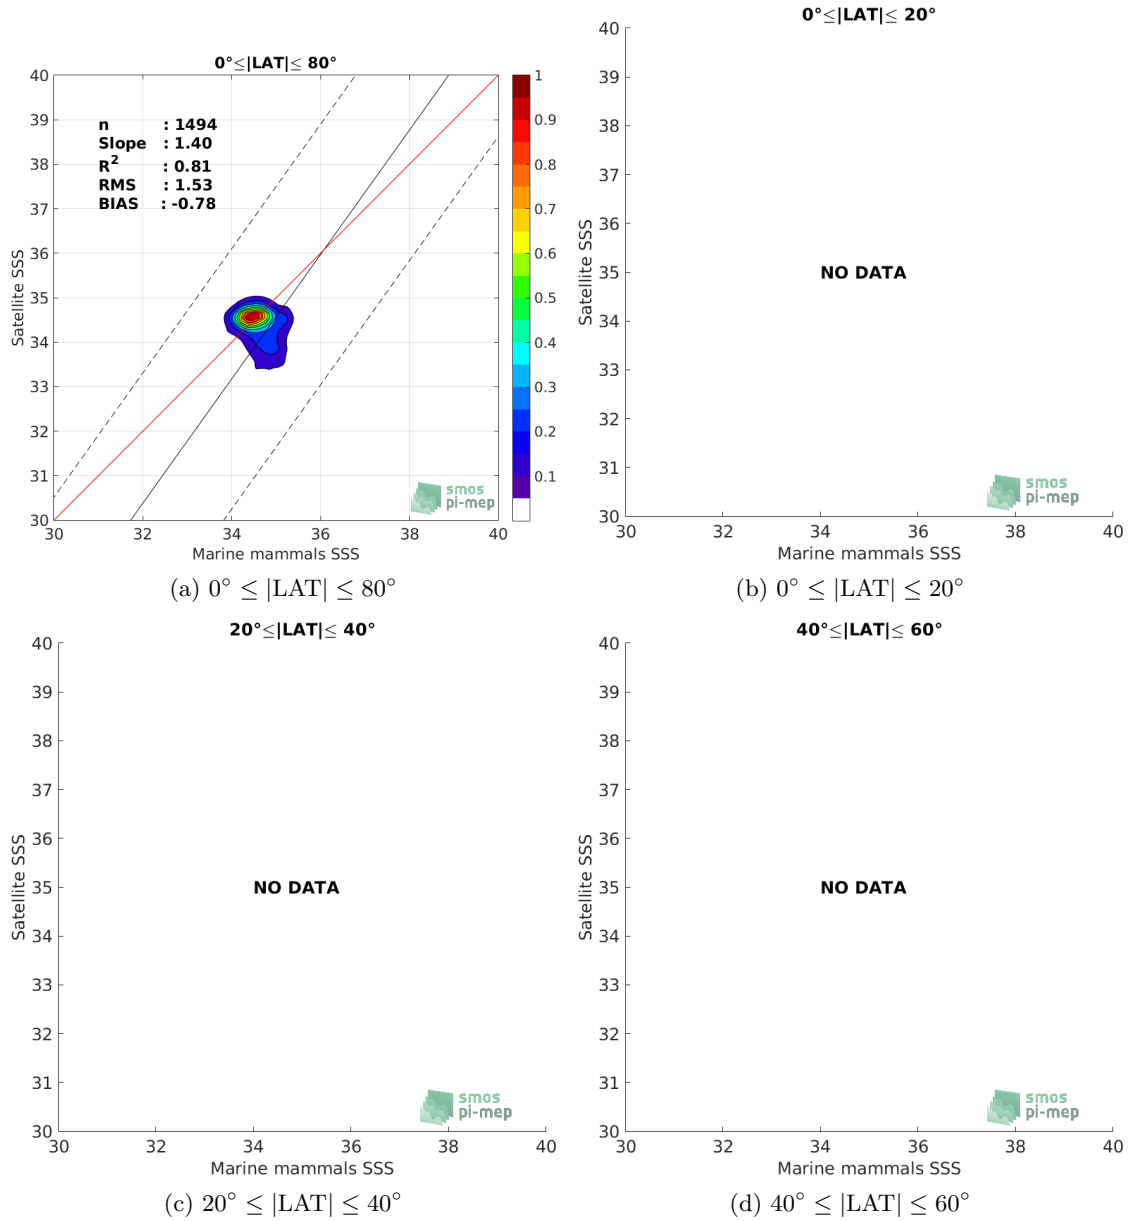 0°≤|LAT|≤ 80°
40
39
38
37
36
35
34
33
32
31
30
Satellite SSS
n : 1494
Slope : 1.40
R² : 0.81
RMS : 1.53
BIAS : -0.78
smos
pi-mep
30 32 34 36 38 40
Marine mammals SSS
1
0.9
0.8
0.7
0.6
0.5
0.4
0.3
0.2
0.1
(a) 0° ≤ |LAT| ≤ 80°
0°≤|LAT|≤ 20°
40
39
38
37
36
35
34
33
32
31
30
Satellite SSS
NO DATA
smos
pi-mep
30 32 34 36 38 40
Marine mammals SSS
(b) 0° ≤ |LAT| ≤ 20°
20°≤|LAT|≤ 40°
40
39
38
37
36
35
34
33
32
31
30
Satellite SSS
NO DATA
smos
pi-mep
30 32 34 36 38 40
Marine mammals SSS
(c) 20° ≤ |LAT| ≤ 40°
40°≤|LAT|≤ 60°
40
39
38
37
36
35
34
33
32
31
30
Satellite SSS
NO DATA
smos
pi-mep
30 32 34 36 38 40
Marine mammals SSS
(d) 40° ≤ |LAT| ≤ 60°